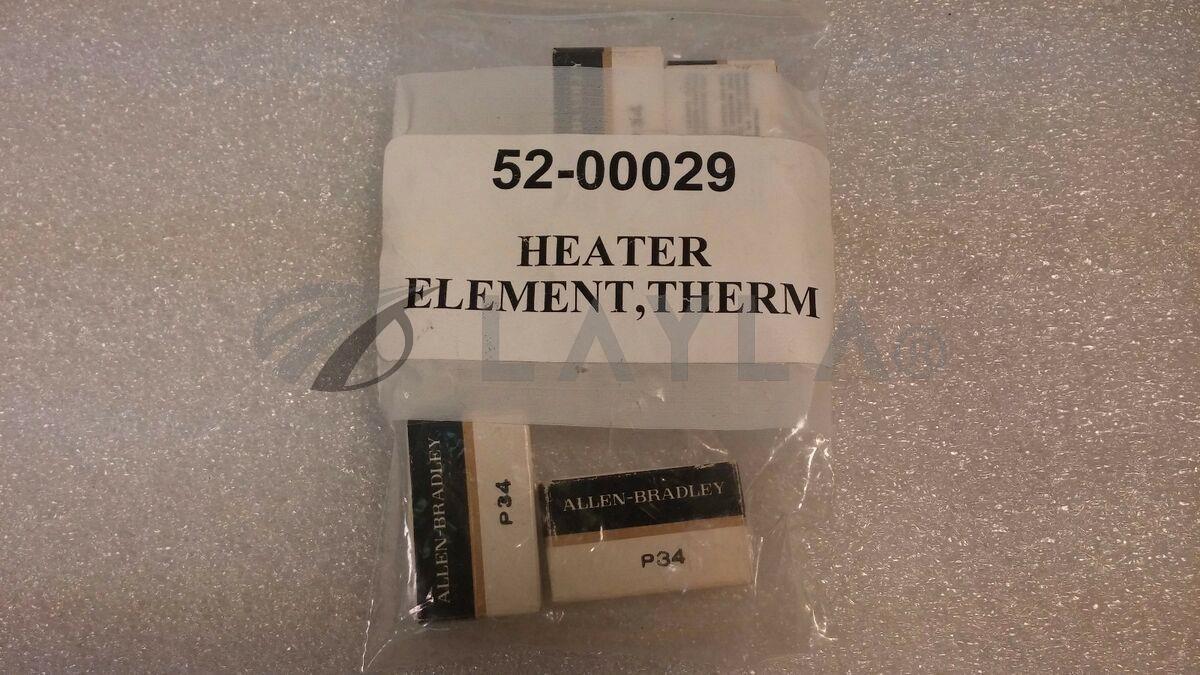 52-00029
HEATER
ELEMENT,THERM
LAYLA®
ALLEN-BRADLEY
P34
ALLEN-BRADLEY
P34